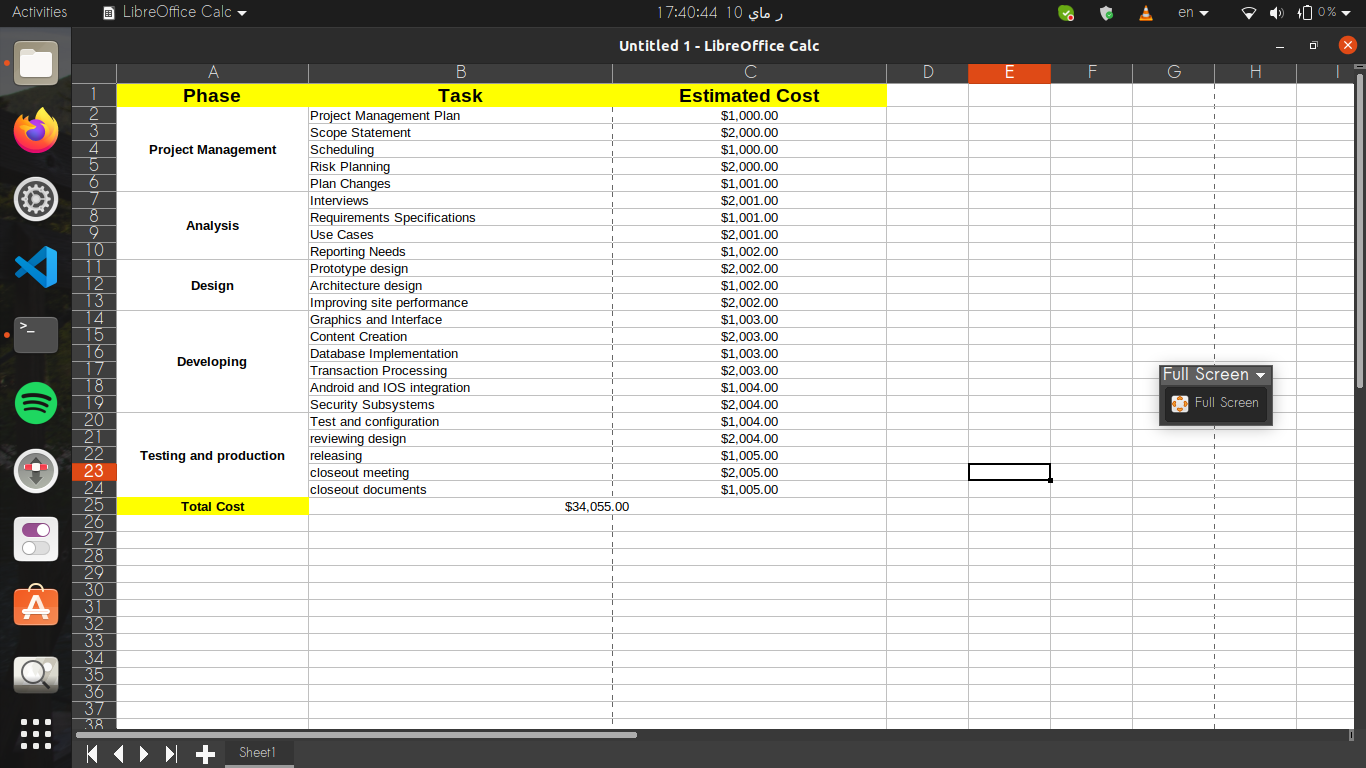 Activities LibreOffice Calc 17:40:44 10 ر ماي en 0%
Untitled 1 - LibreOffice Calc
A B C D E F G H I
1 Phase Task Estimated Cost
2 Project Management Plan $1,000.00
3 Scope Statement $2,000.00
4 Project Management Scheduling $1,000.00
5 Risk Planning $2,000.00
6 Plan Changes $1,001.00
7 Interviews $2,001.00
8 Analysis Requirements Specifications $1,001.00
9 Use Cases $2,001.00
10 Reporting Needs $1,002.00
11 Prototype design $2,002.00
12 Design Architecture design $1,002.00
13 Improving site performance $2,002.00
14 Graphics and Interface $1,003.00
15 Content Creation $2,003.00
16 Developing Database Implementation $1,003.00
17 Transaction Processing $2,003.00
Full Screen
18 Android and IOS integration $1,004.00
19 Security Subsystems $2,004.00
Full Screen
20 Test and configuration $1,004.00
21 reviewing design $2,004.00
22 Testing and production releasing $1,005.00
23 closeout meeting $2,005.00
24 closeout documents $1,005.00
25 Total Cost $34,055.00
26
27
28
29
30
31
32
33
34
35
36
37
38
Sheet1